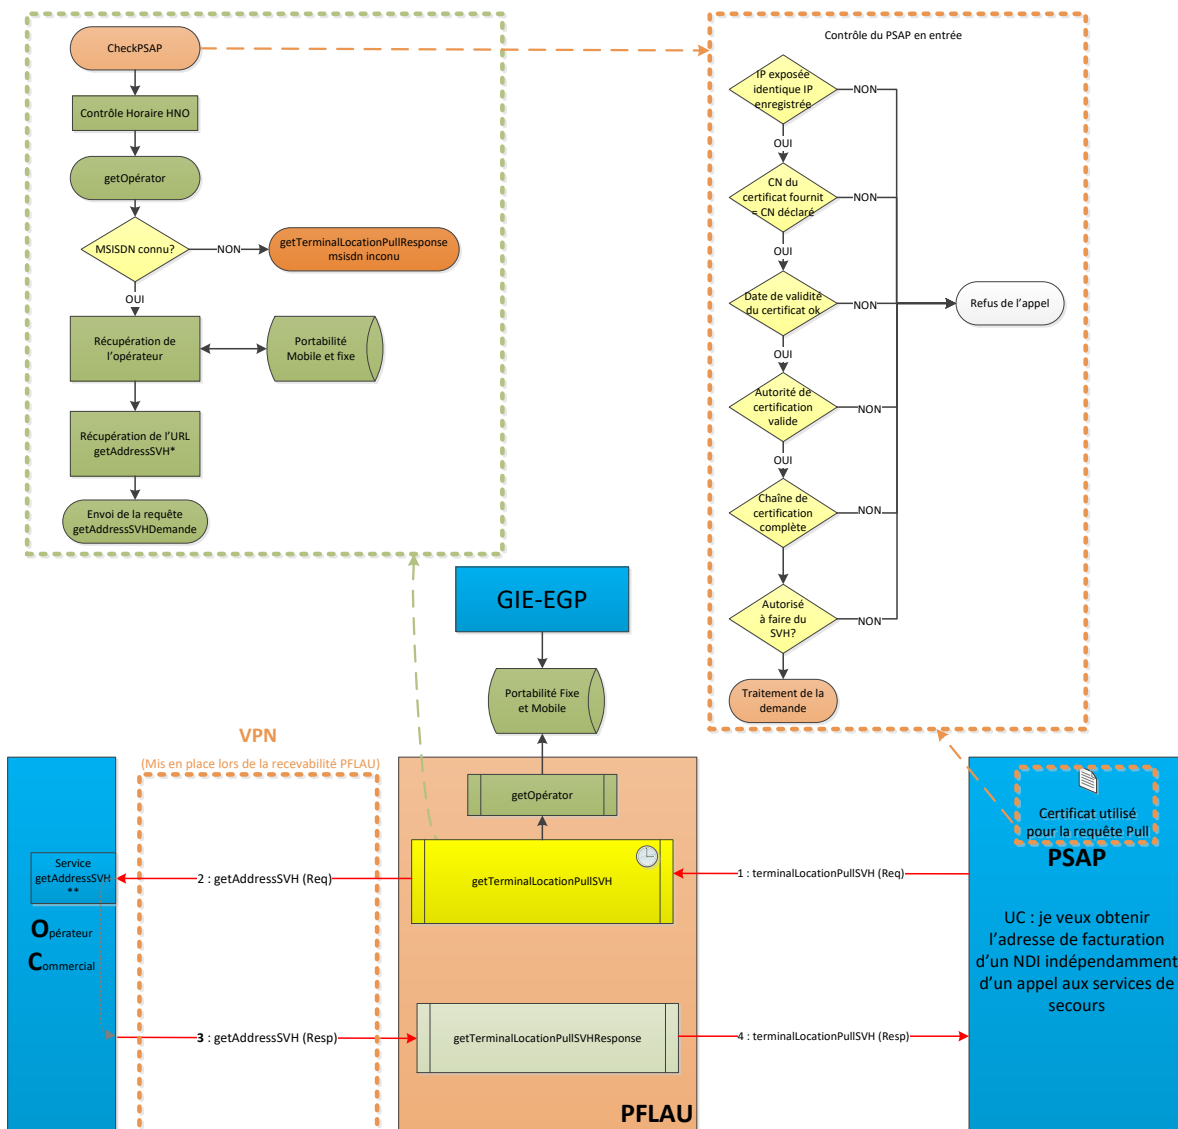 CheckPSAP
Contrôle Horaire HNO
getOpérator
MSISDN connu?
NON
getTerminalLocationPullResponse
msisdn inconu
OUI
Récupération de
l'opérateur
Portabilité
Mobile et fixe
Récupération de l'URL
getAddressSVH*
Envoi de la requête
getAddressSVHDemande
Contrôle du PSAP en entrée
IP exposée
identique IP
enregistrée
NON
OUI
CN du
certificat fournit
= CN déclaré
NON
OUI
Date de validité
du certificat ok
NON
Refus de l'appel
OUI
Autorité de
certification
valide
NON
OUI
Chaîne de
certification
complète
NON
Autorisé
à faire du
SVH?
NON
Traitement de la
demande
GIE-EGP
Portabilité Fixe
et Mobile
VPN
(Mis en place lors de la recevabilité PFLAU)
getOpérator
Certificat utilisé
pour la requête Pull
PSAP
Service
getAddressSVH
**
2 : getAddressSVH (Req)
getTerminalLocationPullSVH
1 : terminalLocationPullSVH (Req)
Opérateur
Commercial
UC : je veux obtenir
l'adresse de facturation
d'un NDI indépendamment
d'un appel aux services de
secours
3 : getAddressSVH (Resp)
getTerminalLocationPullSVHResponse
4 : terminalLocationPullSVH (Resp)
PFLAU